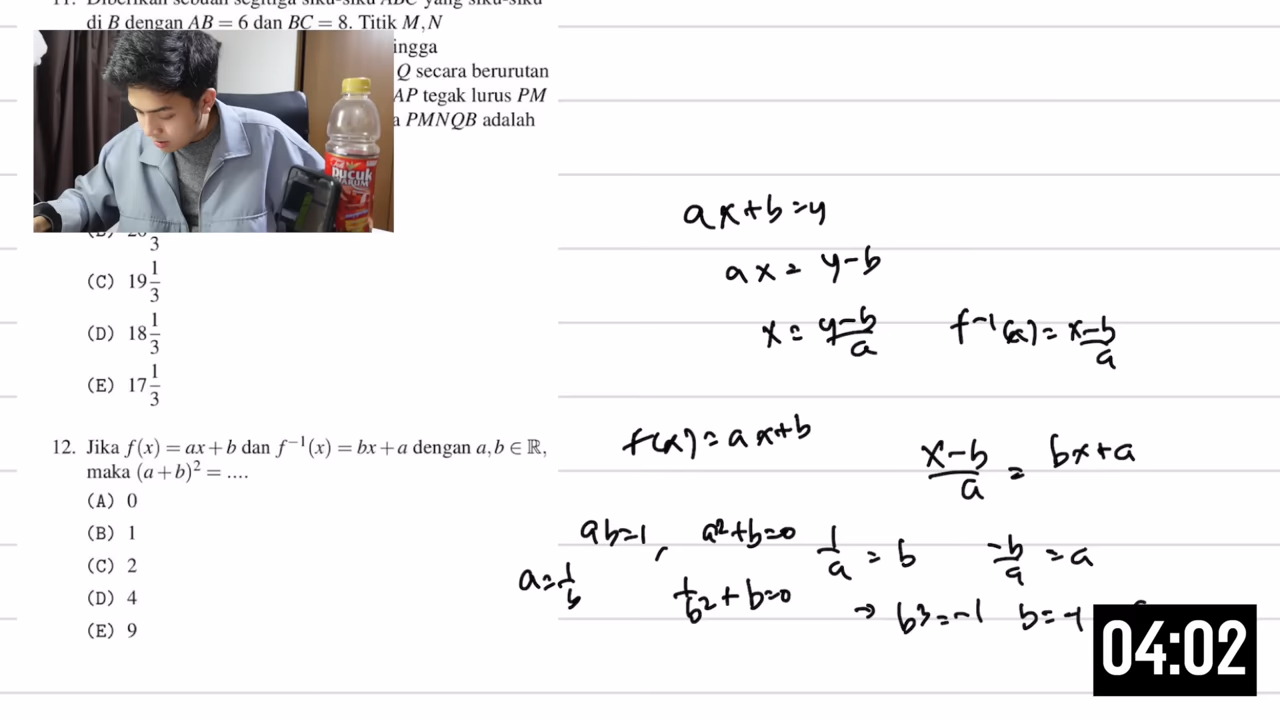 di B dengan AB = 6 dan BC = 8. Titik M, N
ingga
Q secara berurutan
AP tegak lurus PM
a PMNQB adalah
PUCUK
HARUM
(C) 19 1/3
(D) 18 1/3
(E) 17 1/3
12. Jika f(x) = ax + b dan f⁻¹(x) = bx + a dengan a, b ∈ ℝ,
maka (a + b)² = ....
(A) 0
(B) 1
(C) 2
(D) 4
(E) 9
ax+b=y
ax = y-b
x = (y-b)/a
f-1(x) = (x-b)/a
f(x) = ax+b
(x-b)/a = bx+a
ab=1, a²+b=0
1/a = b
-b/a = a
a=1/b
1/b²+b=0
→ b³=-1 b=-1
04:02